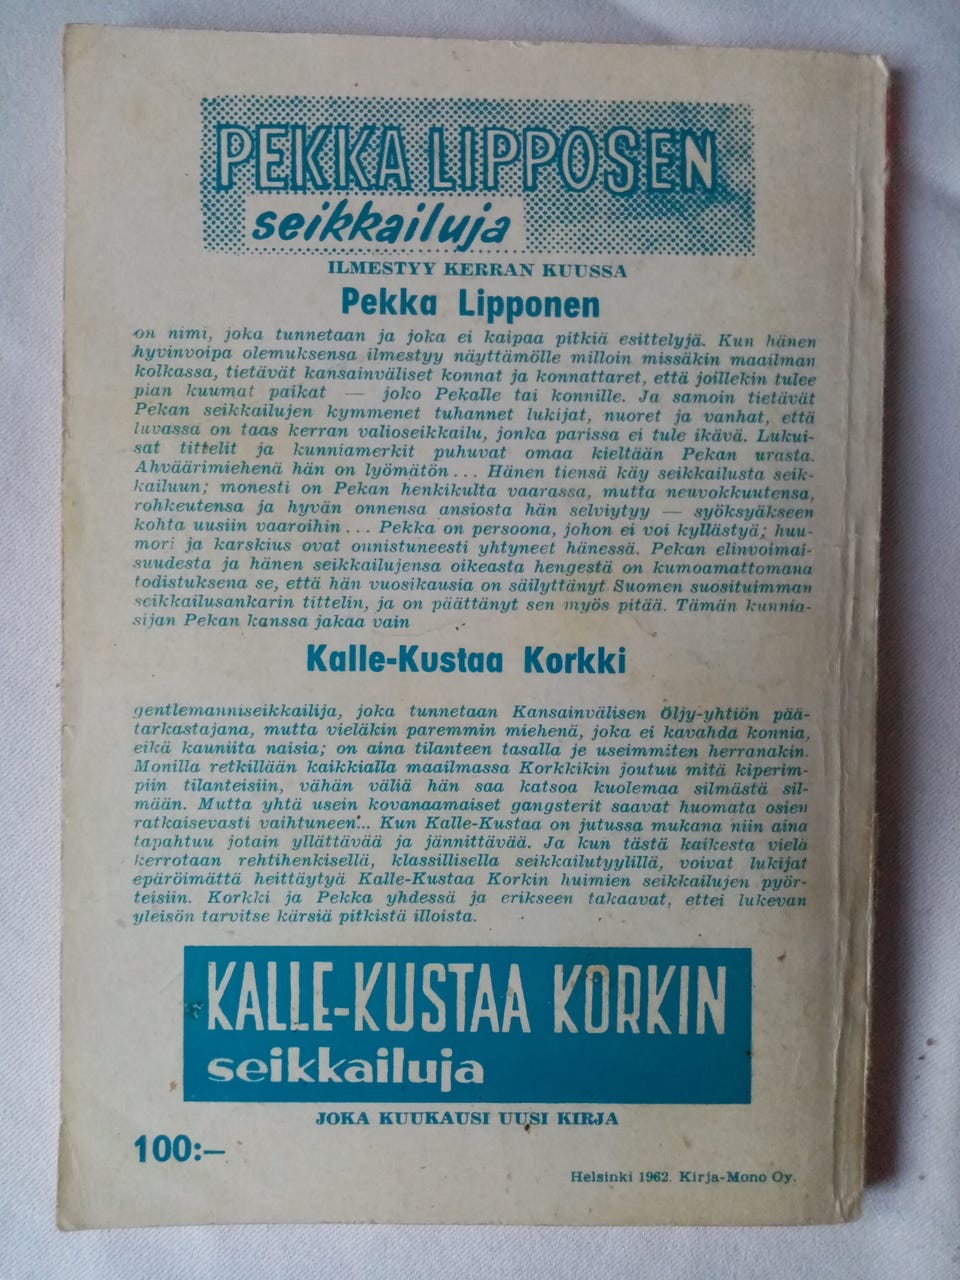 PEKKA LIPPOSEN
seikkailuja
ILMESTYY KERRAN KUUSSA
Pekka Lipponen
on nimi, joka tunnetaan ja joka ei kaipaa pitkiä esittelyjä. Kun hänen
hyvinvoipa olemuksensa ilmestyy näyttämölle milloin missäkin maailman
kolkassa, tietävät kansainväliset konnat ja konnattaret, että joillekin tulee
pian kuumat paikat — joko Pekalle tai konnille. Ja samoin tietävät
Pekan seikkailujen kymmenet tuhannet lukijat, nuoret ja vanhat, että
luvassa on taas kerran valioseikkailu, jonka parissa ei tule ikävä. Lukui-
sat tittelit ja kunniamerkit puhuvat omaa kieltään Pekan urasta.
Ahväärimiehenä hän on lyömätön... Hänen tiensä käy seikkailusta seik-
kailuun; monesti on Pekan henkikulta vaarassa, mutta neuvokkuutensa,
rohkeutensa ja hyvän onnensa ansiosta hän selviytyy — syöksyäkseen
kohta uusiin vaaroihin... Pekka on persoona, johon ei voi kyllästyä; huu-
mori ja karskius ovat onnistuneesti yhtyneet hänessä. Pekan elinvoimai-
suudesta ja hänen seikkailujensa oikeasta hengestä on kumoamattomana
todistuksena se, että hän vuosikausia on säilyttänyt Suomen suosituimman
seikkailusankarin tittelin, ja on päättänyt sen myös pitää. Tämän kunnia-
sijan Pekan kanssa jakaa vain
Kalle-Kustaa Korkki
gentlemanniseikkailija, joka tunnetaan Kansainvälisen Öljy-yhtiön pää-
tarkastajana, mutta vieläkin paremmin miehenä, joka ei kavahda konnia,
eikä kauniita naisia; on aina tilanteen tasalla je useimmiten herranakin.
Monilla retkillään kaikkialla maailmassa Korkkikin joutuu mitä kiperim-
piin tilanteisiin, vähän väliä hän saa katsoa kuolemaa silmästä sil-
mään. Mutta yhtä usein kovanaamaiset gangsterit saavat huomata osien
ratkaisevasti vaihtuneen... Kun Kalle-Kustaa on jutussa mukana niin aina
tapahtuu jotain yllättävää ja jännittävää. Ja kun tästä kaikesta vielä
kerrotaan rehtihenkisellä, klassillisella seikkailutyylillä, voivat lukijat
epäröimättä heittäytyä Kalle-Kustaa Korkin huimien seikkailujen pyör-
teisiin. Korkki ja Pekka yhdessä ja erikseen takaavat, ettei lukevan
yleisön tarvitse kärsiä pitkistä illoista.
KALLE-KUSTAA KORKIN
seikkailuja
JOKA KUUKAUSI UUSI KIRJA
100:—
Helsinki 1962. Kirja-Mono Oy.